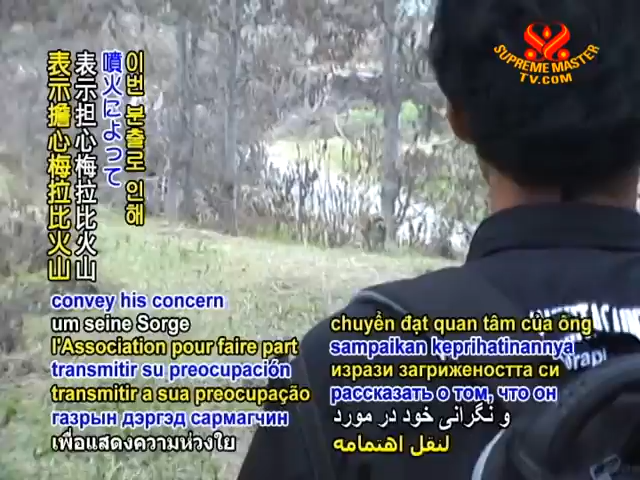 SUPREME MASTER
TV.COM
이번 분출로 인해
噴火によって
表示担心梅拉比火山
表示擔心梅拉比火山
convey his concern
um seine Sorge
l'Association pour faire part
transmitir su preocupación
transmitir a sua preocupação
газрын дэргэд сармагчин
เพื่อแสดงความห่วงใย
chuyển đạt quan tâm của ông
sampaikan keprihatinannya
изрази загрижеността си
рассказать о том, что он
و نگرانی خود در مورد
لنقل اهتمامه